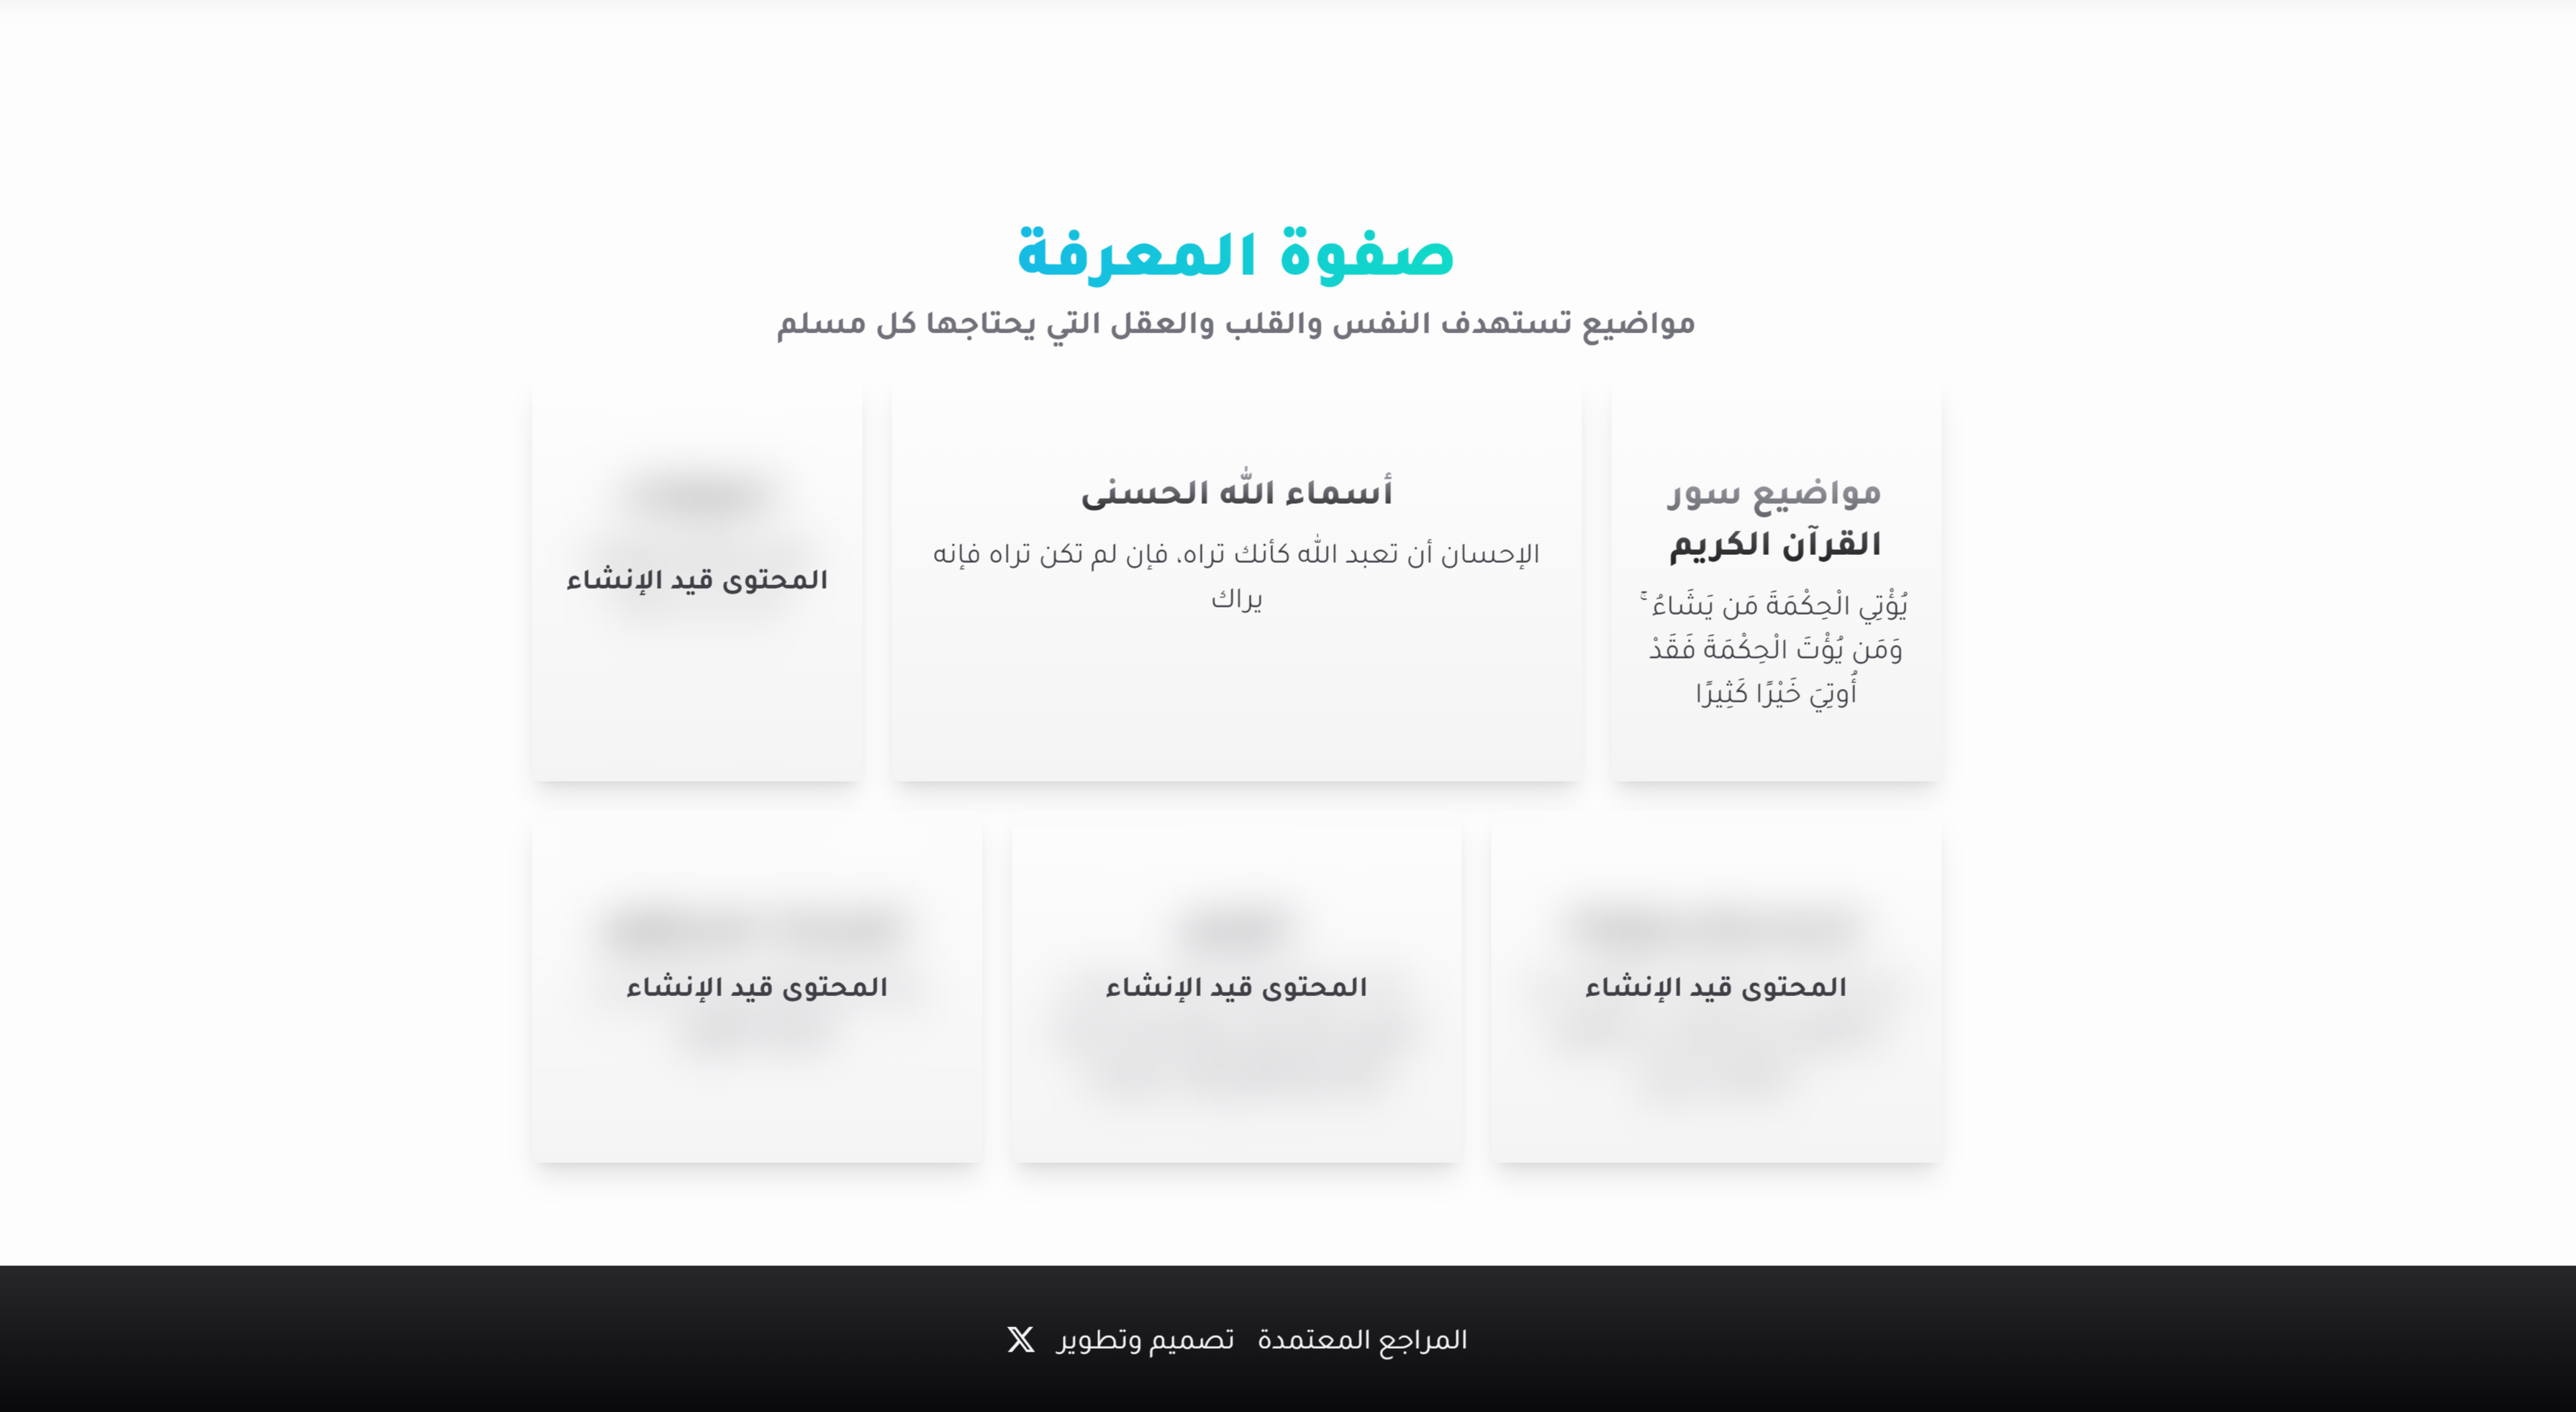 صفوة المعرفة
مواضيع تستهدف النفس والقلب والعقل التي يحتاجها كل مسلم
مواضيع سور
القرآن الكريم
يُؤْتِي الْحِكْمَةَ مَن يَشَاءُ ۚ
وَمَن يُؤْتَ الْحِكْمَةَ فَقَدْ
أُوتِيَ خَيْرًا كَثِيرًا
أسماء الله الحسنى
الإحسان أن تعبد الله كأنك تراه، فإن لم تكن تراه فإنه
يراك
المحتوى قيد الإنشاء
المحتوى قيد الإنشاء
المحتوى قيد الإنشاء
المحتوى قيد الإنشاء
المراجع المعتمدة تصميم وتطوير X